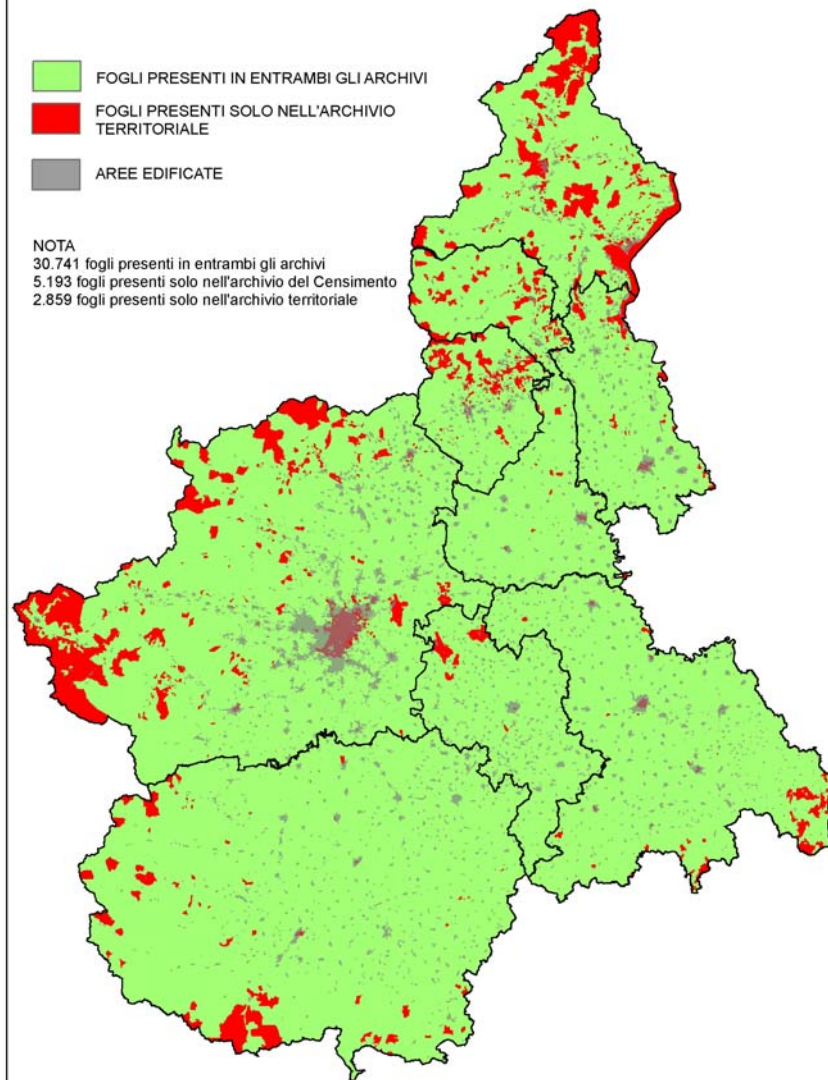 FOGLI PRESENTI IN ENTRAMBI GLI ARCHIVI
FOGLI PRESENTI SOLO NELL'ARCHIVIO
TERRITORIALE
AREE EDIFICATE
NOTA
30.741 fogli presenti in entrambi gli archivi
5.193 fogli presenti solo nell'archivio del Censimento
2.859 fogli presenti solo nell'archivio territoriale